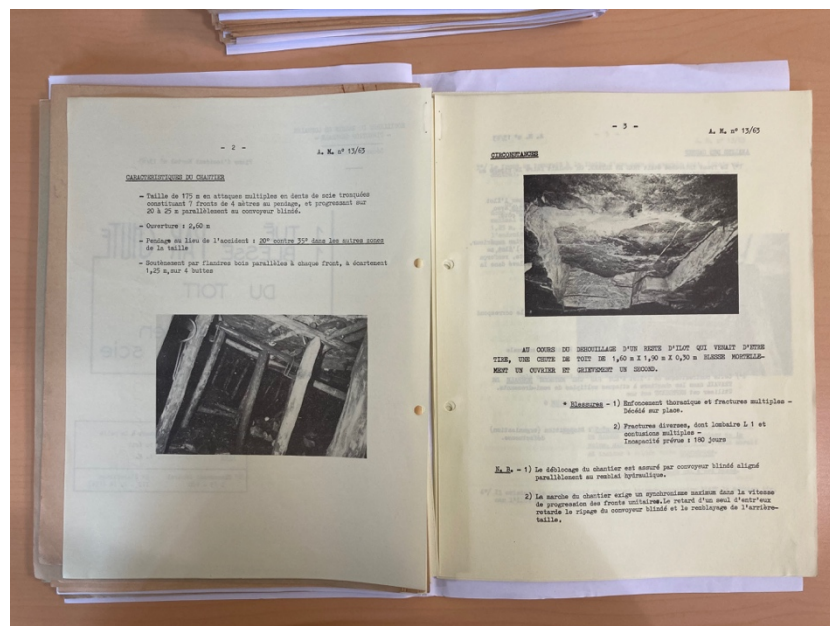 - 2 -
A. M. n° 13/63
CARACTERISTIQUES DU CHANTIER
- Taille de 175 m en attaques multiples en dents de scie tronquées
constituant 7 fronts de 4 mètres au pendage, et progressant sur
20 à 25 m parallèlement au convoyeur blindé.
- Ouverture : 2,60 m
- Pendage au lieu de l'accident : 20° contre 35° dans les autres zones
de la taille
- Soutènement par flandres bois parallèles à chaque front, à écartement
1,25 m, sur 4 buttes
- 3 -
A. M. n° 13/63
CIRCONSTANCES
AU COURS DU DEHOUILLAGE D'UN RESTE D'ILOT QUI VENAIT D'ETRE
TIRE, UNE CHUTE DE TOIT DE 1,60 m X 1,90 m X 0,30 m BLESSE MORTELLE-
MENT UN OUVRIER ET GRIEVEMENT UN SECOND.
* Blessures - 1) Enfoncement thoracique et fractures multiples -
Décédé sur place.
2) Fractures diverses, dont lombaire L 1 et
contusions multiples -
Incapacité prévue : 180 jours
N. B. - 1) Le déblocage du chantier est assuré par convoyeur blindé aligné
parallèlement au remblai hydraulique.
2) La marche du chantier exige un synchronisme maximum dans la vitesse
de progression des fronts unitaires. Le retard d'un seul d'entr'eux
retarde le ripage du convoyeur blindé et le remblayage de l'arrière-
taille.